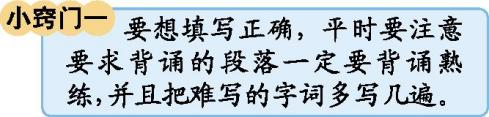 小窍门一
要想填写正确，平时要注意
要求背诵的段落一定要背诵熟
练，并且把难写的字词多写几遍。